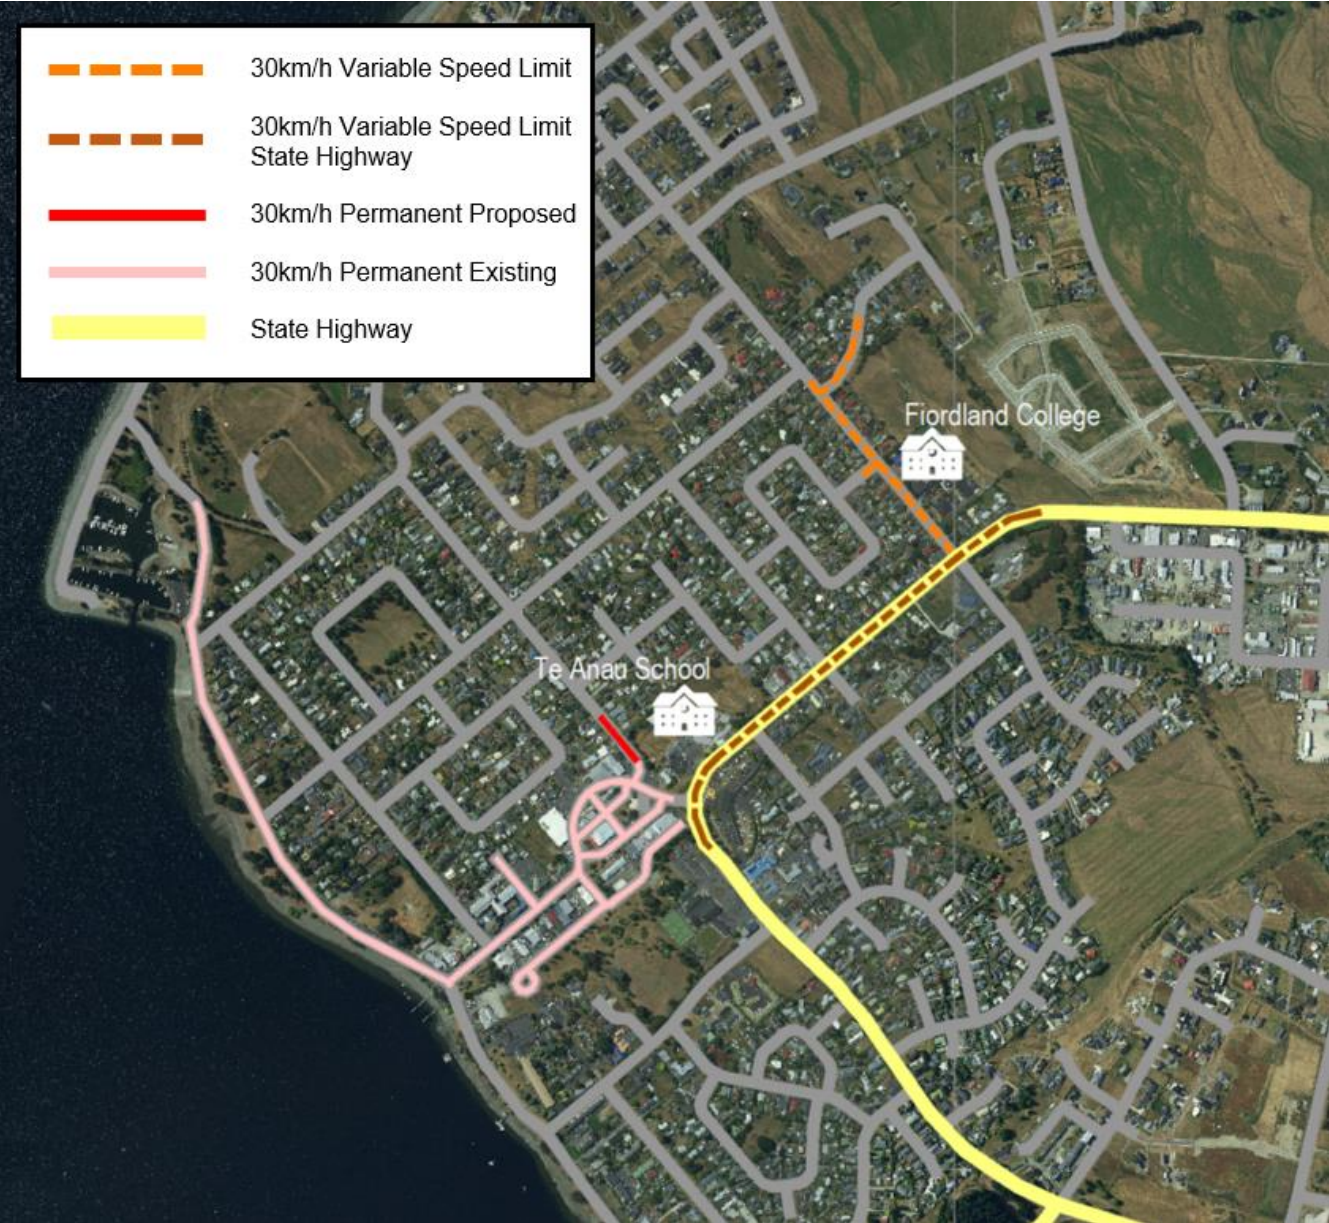 30km/h Variable Speed Limit
30km/h Variable Speed Limit
State Highway
30km/h Permanent Proposed
30km/h Permanent Existing
State Highway
Fiordland College
Te Anau School